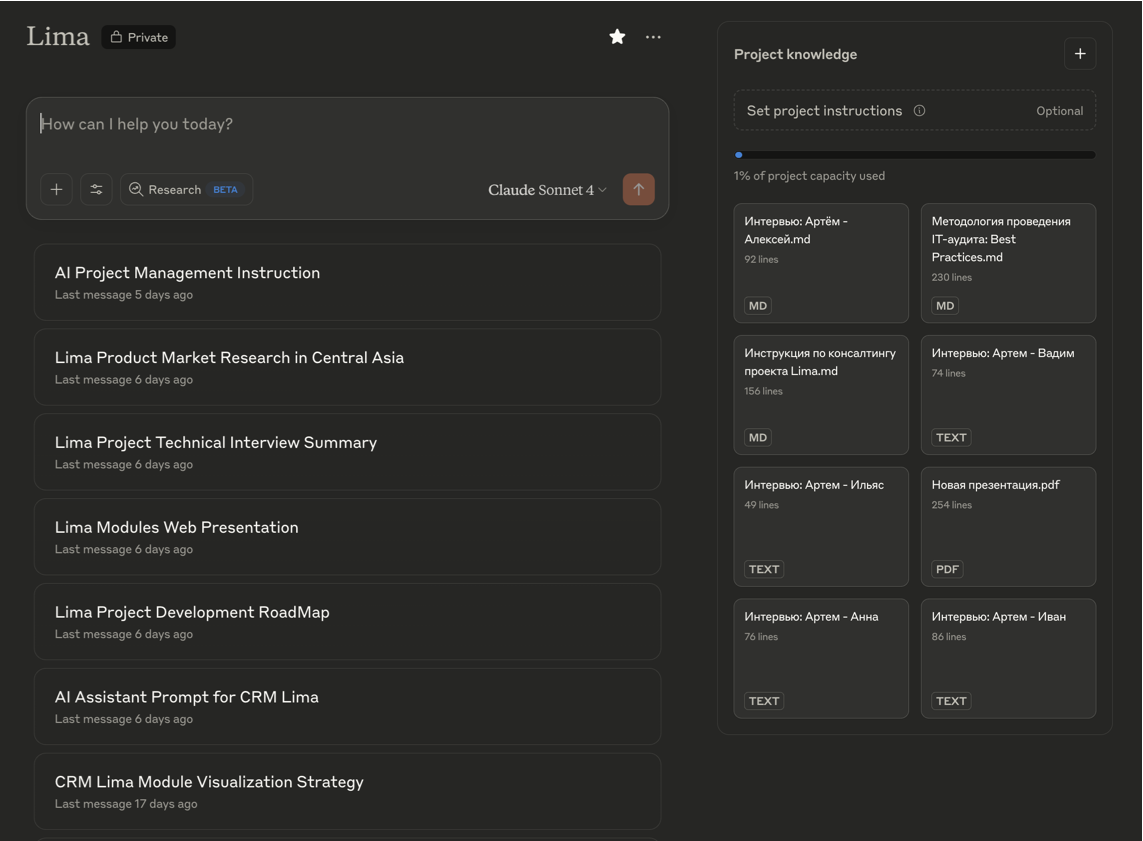 Lima
Private
How can I help you today?
Research BETA
Claude Sonnet 4
AI Project Management Instruction
Last message 5 days ago
Lima Product Market Research in Central Asia
Last message 6 days ago
Lima Project Technical Interview Summary
Last message 6 days ago
Lima Modules Web Presentation
Last message 6 days ago
Lima Project Development RoadMap
Last message 6 days ago
AI Assistant Prompt for CRM Lima
Last message 6 days ago
CRM Lima Module Visualization Strategy
Last message 17 days ago
Project knowledge
Set project instructions
Optional
1% of project capacity used
Интервью: Артём -
Алексей.md
92 lines
MD
Методология проведения
IT-аудита: Best
Practices.md
230 lines
MD
Инструкция по консалтингу
проекта Lima.md
156 lines
MD
Интервью: Артем - Вадим
74 lines
TEXT
Интервью: Артем - Ильяс
49 lines
TEXT
Новая презентация.pdf
254 lines
PDF
Интервью: Артем - Анна
76 lines
TEXT
Интервью: Артем - Иван
86 lines
TEXT